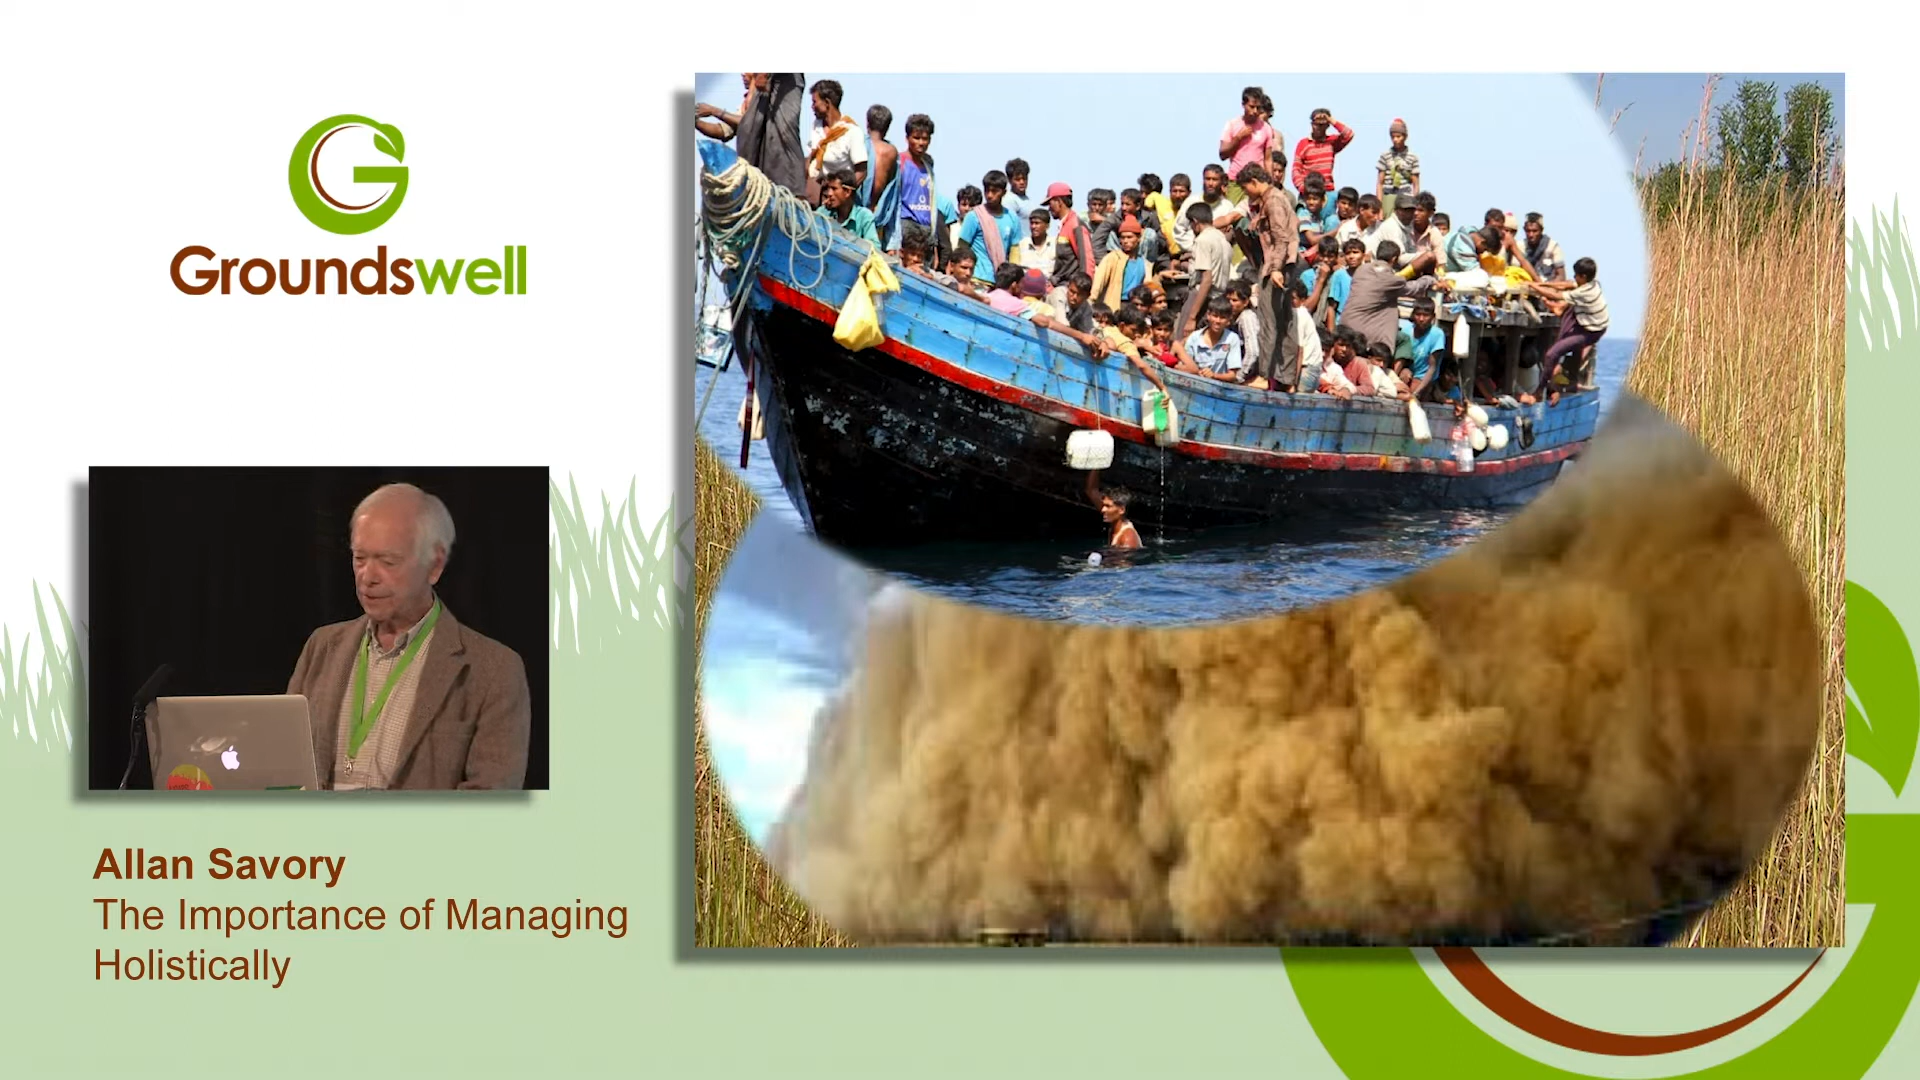 Groundswell
Allan Savory
The Importance of Managing
Holistically